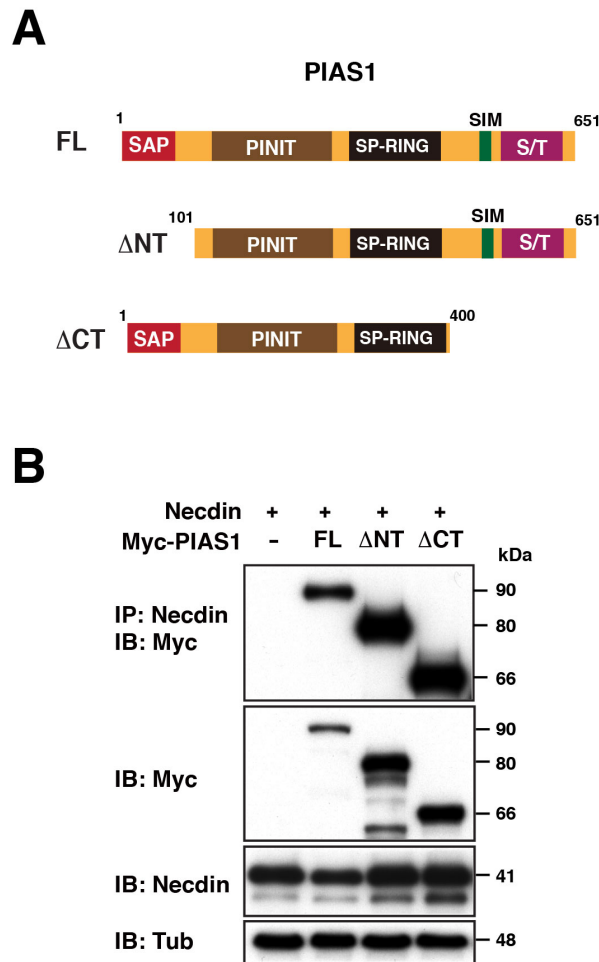 A
PIAS1
1 SIM 651
FL SAP PINIT SP-RING S/T
101 SIM 651
ΔNT PINIT SP-RING S/T
1 400
ΔCT SAP PINIT SP-RING
B
Necdin + + + +
Myc-PIAS1 - FL ΔNT ΔCT
kDa
IP: Necdin
IB: Myc
90
80
66
IB: Myc
90
80
66
IB: Necdin
41
IB: Tub
48